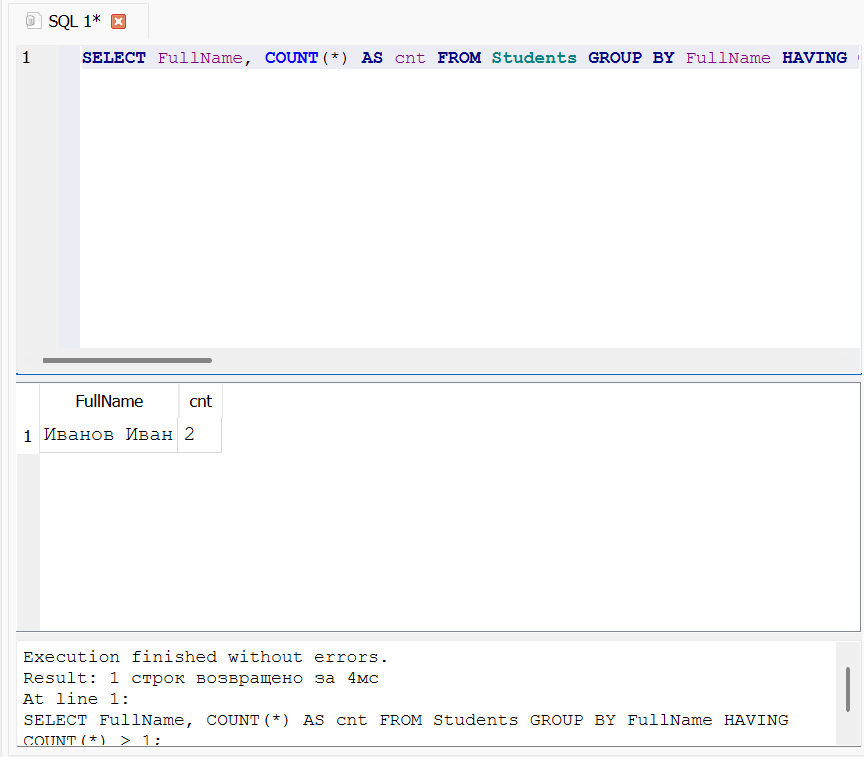 SQL 1*
1 SELECT FullName, COUNT(*) AS cnt FROM Students GROUP BY FullName HAVING
FullName cnt
1 Иванов Иван 2
Execution finished without errors.
Result: 1 строк возвращено за 4мс
At line 1:
SELECT FullName, COUNT(*) AS cnt FROM Students GROUP BY FullName HAVING
COUNT(*) > 1;